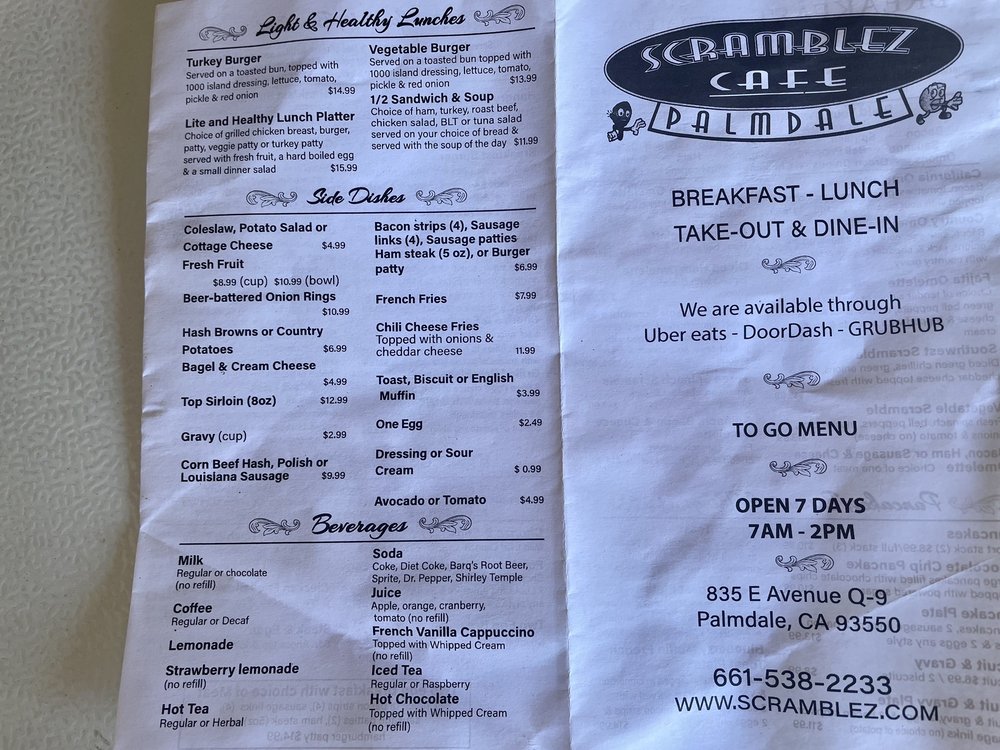 Light & Healthy Lunches
Turkey Burger
Served on a toasted bun, topped with
1000 island dressing, lettuce, tomato,
pickle & red onion $14.99
Lite and Healthy Lunch Platter
Choice of grilled chicken breast, burger,
patty, veggie patty or turkey patty
served with fresh fruit, a hard boiled egg
& a small dinner salad $15.99
Vegetable Burger
Served on a toasted bun, topped with
1000 island dressing, lettuce, tomato,
pickle & red onion $13.99
1/2 Sandwich & Soup
Choice of ham, turkey, roast beef,
chicken salad, BLT or tuna salad
served on your choice of bread &
served with the soup of the day $11.99
Side Dishes
Coleslaw, Potato Salad or
Cottage Cheese $4.99
Fresh Fruit
$8.99 (cup) $10.99 (bowl)
Beer-battered Onion Rings
$10.99
Hash Browns or Country
Potatoes $6.99
Bagel & Cream Cheese
$4.99
Top Sirloin (8oz) $12.99
Gravy (cup) $2.99
Corn Beef Hash, Polish or
Louisiana Sausage $9.99
Bacon strips (4), Sausage
links (4), Sausage patties
Ham steak (5 oz), or Burger
patty $6.99
French Fries $7.99
Chili Cheese Fries
Topped with onions &
cheddar cheese 11.99
Toast, Biscuit or English
Muffin $3.99
One Egg $2.49
Dressing or Sour
Cream $ 0.99
Avocado or Tomato $4.99
Beverages
Milk
Regular or chocolate
(no refill)
Coffee
Regular or Decaf
Lemonade
Strawberry lemonade
(no refill)
Hot Tea
Regular or Herbal
Soda
Coke, Diet Coke, Barq's Root Beer,
Sprite, Dr. Pepper, Shirley Temple
Juice
Apple, orange, cranberry,
tomato (no refill)
French Vanilla Cappuccino
Topped with Whipped Cream
(no refill)
Iced Tea
Regular or Raspberry
Hot Chocolate
Topped with Whipped Cream
(no refill)
SCRAMBLEZ
CAFE
PALMDALE
BREAKFAST - LUNCH
TAKE-OUT & DINE-IN
We are available through
Uber eats - DoorDash - GRUBHUB
TO GO MENU
OPEN 7 DAYS
7AM - 2PM
835 E Avenue Q-9
Palmdale, CA 93550
661-538-2233
WWW.SCRAMBLEZ.COM